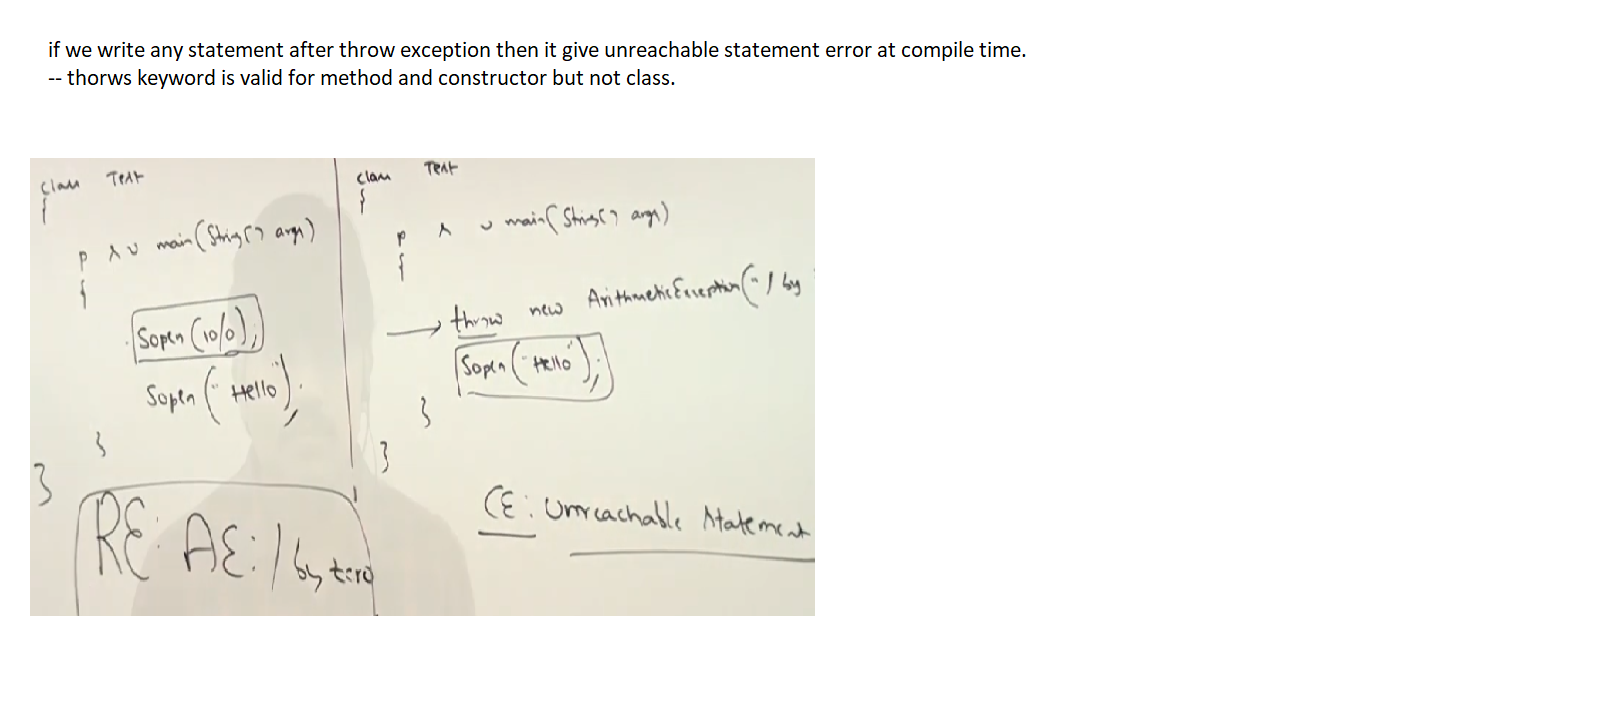 if we write any statement after throw exception then it give unreachable statement error at compile time.
-- thorws keyword is valid for method and constructor but not class.
class Test
{
p s v main(String[] args)
{
Sopln(10/0);
Sopln("Hello");
}
}
RE: AE: / by zero
class Test
{
p s v main(String[] args)
{
throw new ArithmeticException("/ by
Sopln("Hello");
}
}
CE: Unreachable Statement